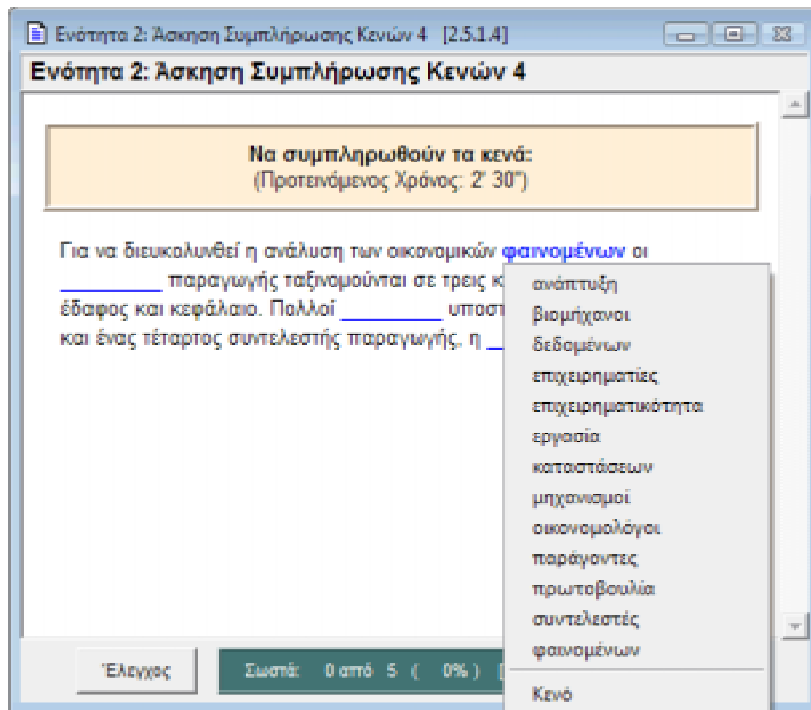 Ενότητα 2: Άσκηση Συμπλήρωσης Κενών 4 [2.5.1.4]
Ενότητα 2: Άσκηση Συμπλήρωσης Κενών 4
Να συμπληρωθούν τα κενά:
(Προτεινόμενος Χρόνος: 2' 30")
Για να διευκολυνθεί η ανάλυση των οικονομικών φαινομένων οι
παραγωγής ταξινομούνται σε τρεις
έδαφος και κεφάλαιο. Πολλοί
και ένας τέταρτος συντελεστής παραγωγής, η
ανάπτυξη
βιομήχανοι
δεδομένων
επιχειρηματίες
επιχειρηματικότητα
εργασία
καταστάσεων
μηχανισμοί
οικονομολόγοι
παράγοντες
πρωτοβουλία
συντελεστές
φαινομένων
Κενό
Έλεγχος
Σωστά: 0 από 5 ( 0% ) [